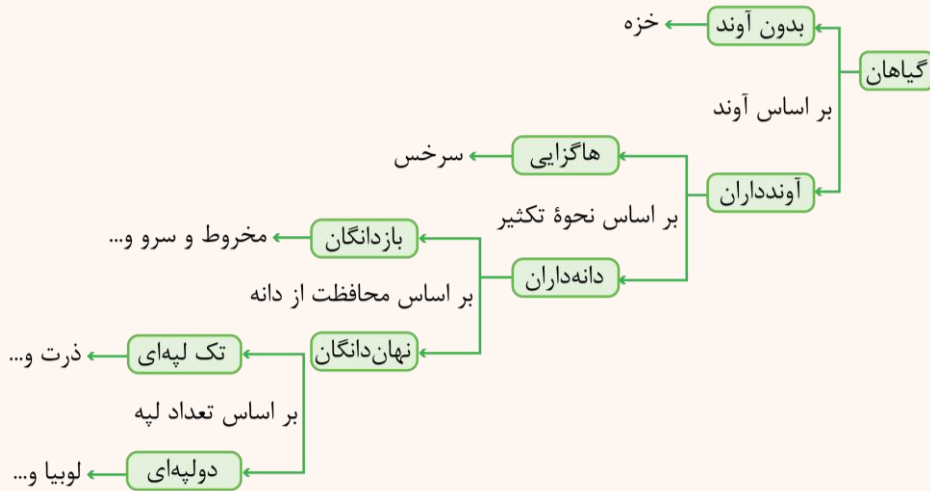 گیاهان
بدون آوند
خزه
بر اساس آوند
آوندداران
هاگزایی
سرخس
بر اساس نحوهٔ تکثیر
دانه‌داران
بازدانگان
مخروط و سرو و...
بر اساس محافظت از دانه
نهان‌دانگان
تک لپه‌ای
ذرت و...
بر اساس تعداد لپه
دولپه‌ای
لوبیا و...